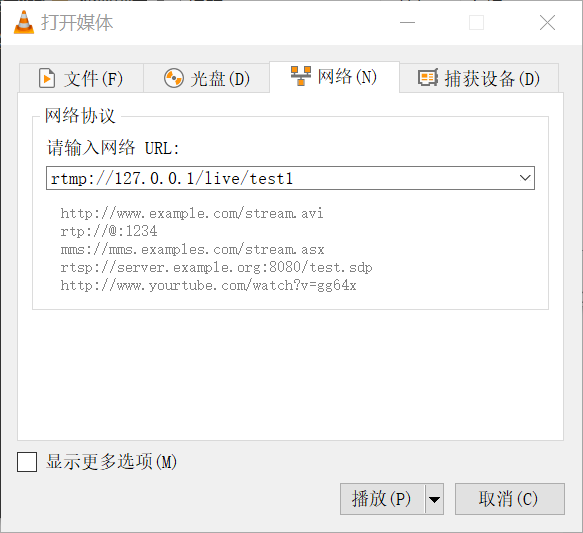 打开媒体
文件(F)
光盘(D)
网络(N)
捕获设备(D)
网络协议
请输入网络 URL:
rtmp://127.0.0.1/live/test1
http://www.example.com/stream.avi
rtp://@:1234
mms://mms.examples.com/stream.asx
rtsp://server.example.org:8080/test.sdp
http://www.yourtube.com/watch?v=gg64x
显示更多选项(M)
播放(P)
取消(C)